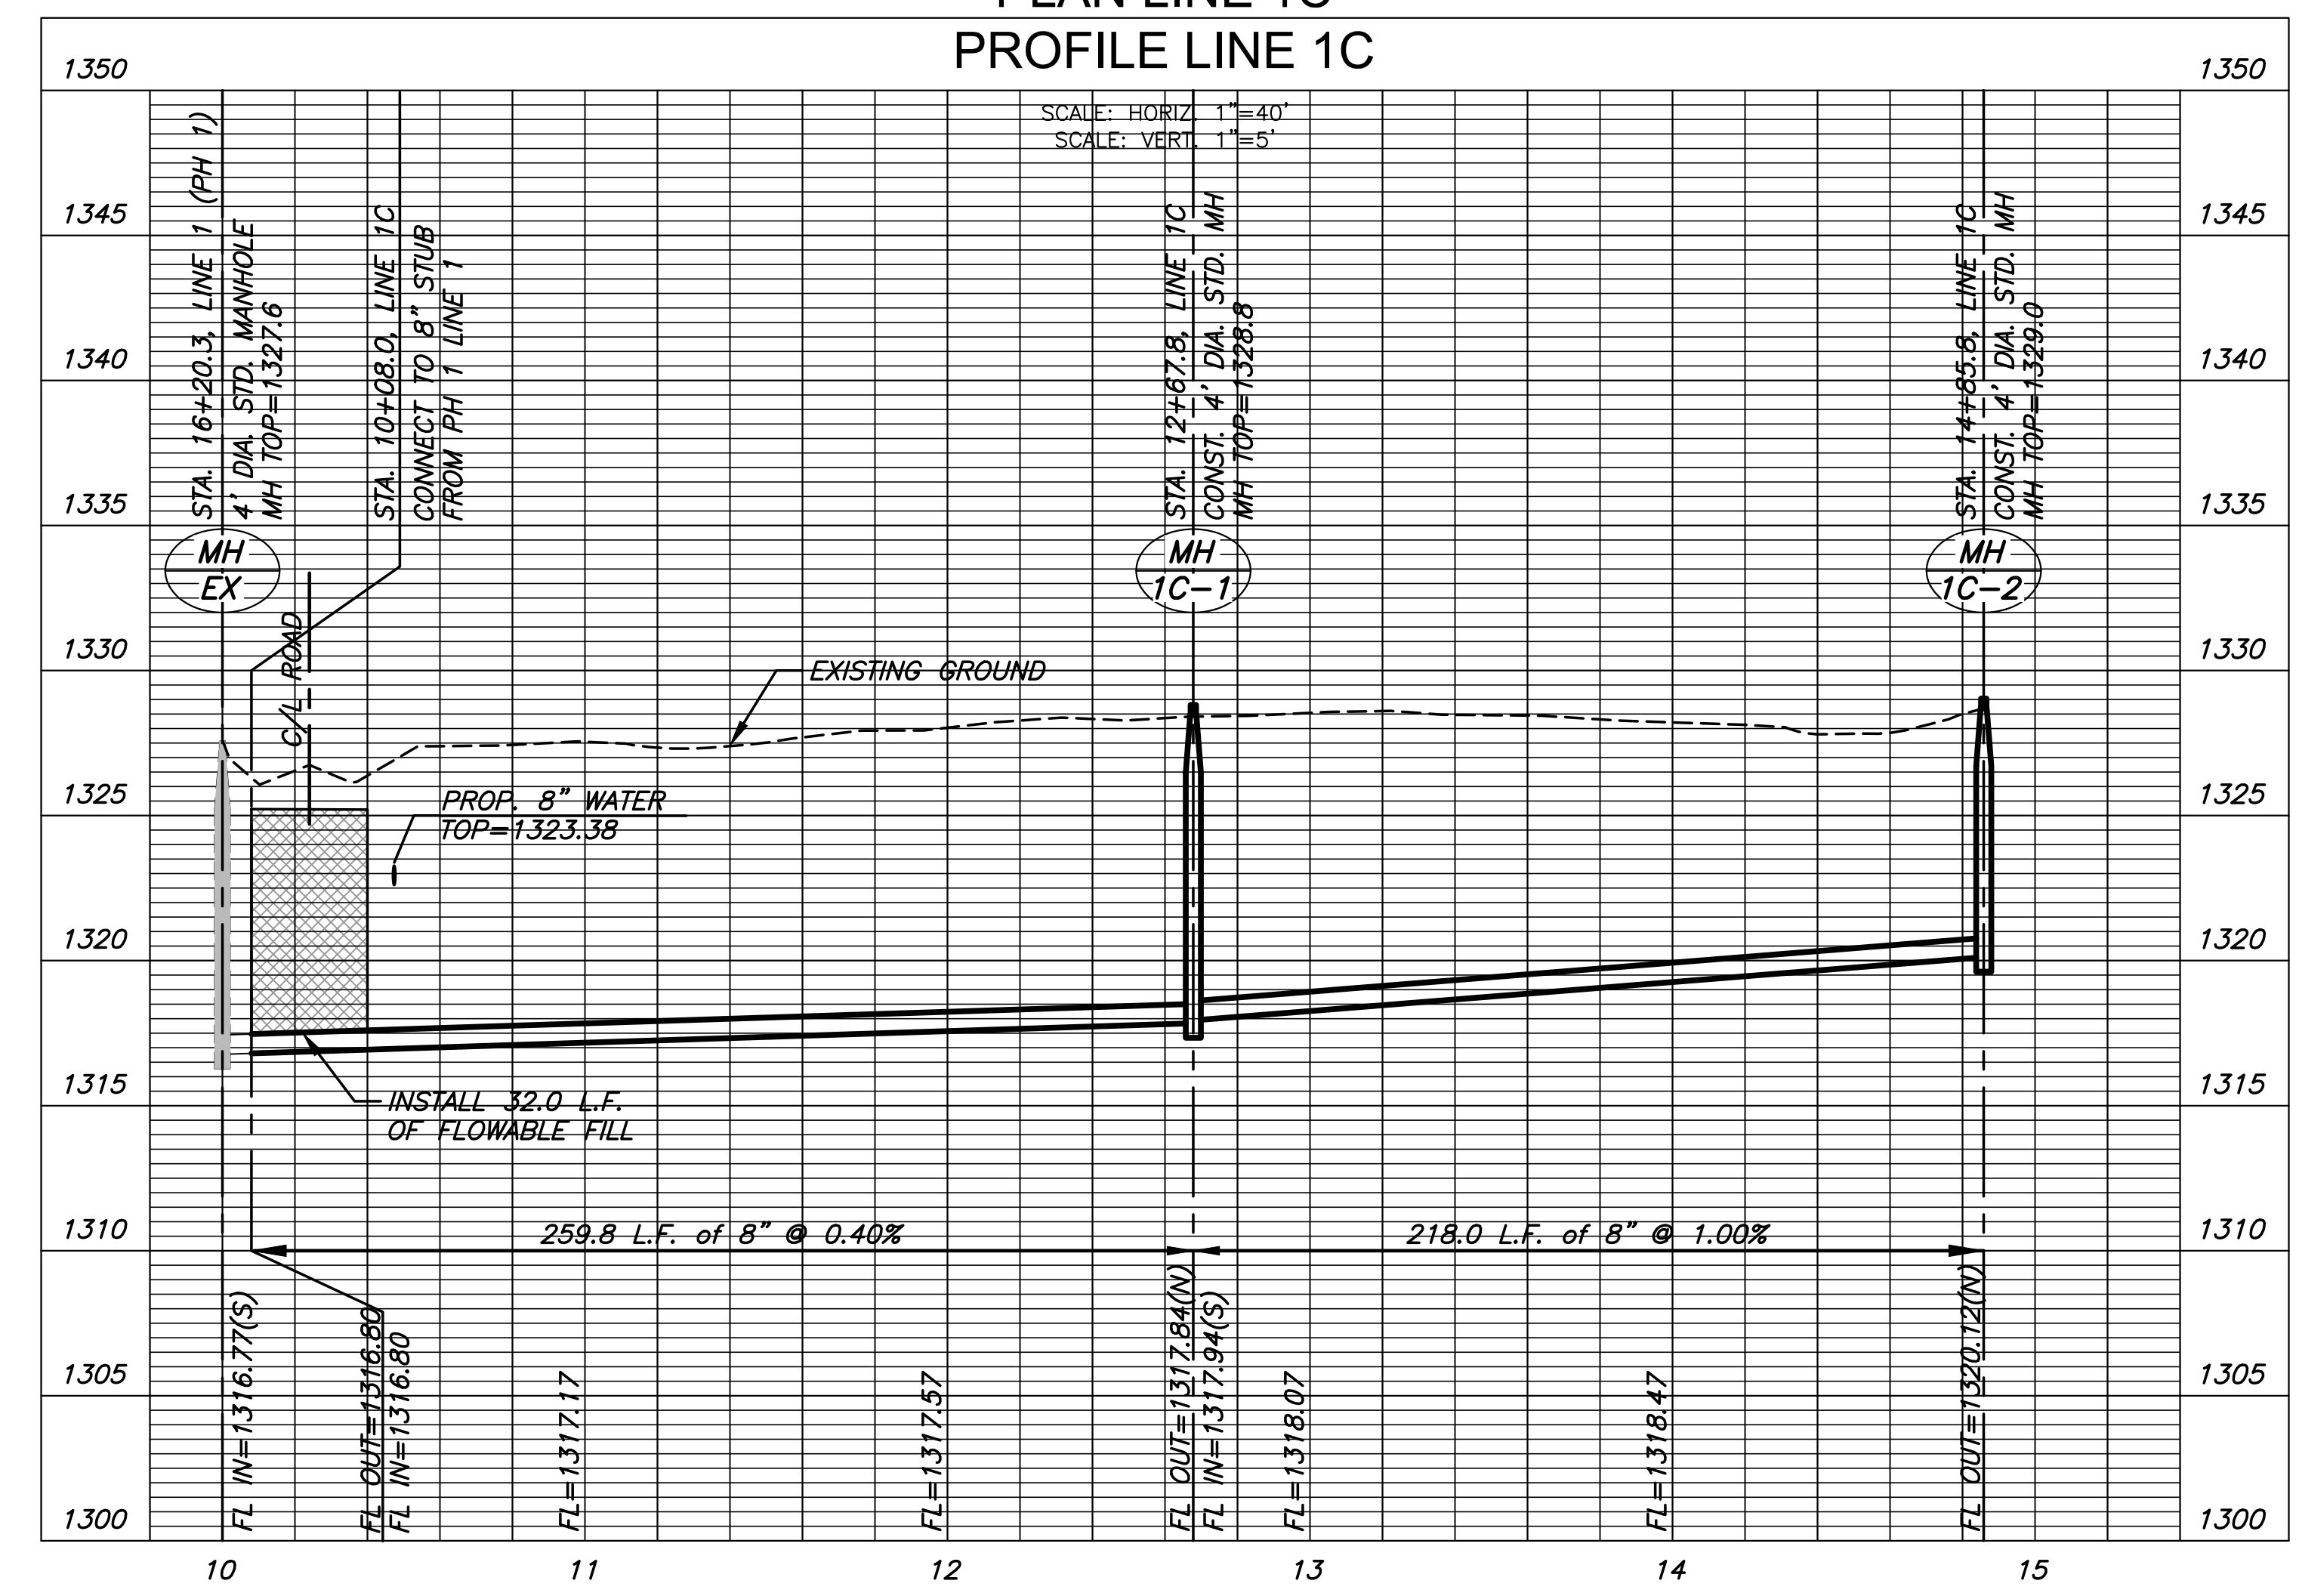 PROFILE LINE 1C
SCALE: HORIZ. 1"=40'
SCALE: VERT. 1"=5'
1350
1350
1345
1345
1340
1340
1335
1335
1330
1330
1325
1325
1320
1320
1315
1315
1310
1310
1305
1305
1300
1300
STA. 16+20.3, LINE 1 (PH 1)
4' DIA. STD. MANHOLE
MH TOP=1327.6
STA. 10+08.0, LINE 1C
CONNECT TO 8" STUB
FROM PH 1 LINE 1
STA. 12+67.8, LINE 1C
CONST. 4' DIA. STD. MH
MH TOP=1328.8
STA. 14+85.8, LINE 1C
CONST. 4' DIA. STD. MH
MH TOP=1329.0
MH
EX
MH
1C-1
MH
1C-2
C/L ROAD
EXISTING GROUND
PROP. 8" WATER
TOP=1323.38
INSTALL 32.0 L.F.
OF FLOWABLE FILL
259.8 L.F. of 8" @ 0.40%
218.0 L.F. of 8" @ 1.00%
FL IN=1316.77(S)
FL OUT=1316.80
FL IN=1316.80
FL=1317.17
FL=1317.57
FL OUT=1317.84(N)
FL IN=1317.94(S)
FL=1318.07
FL=1318.47
FL OUT=1320.12(N)
10
11
12
13
14
15